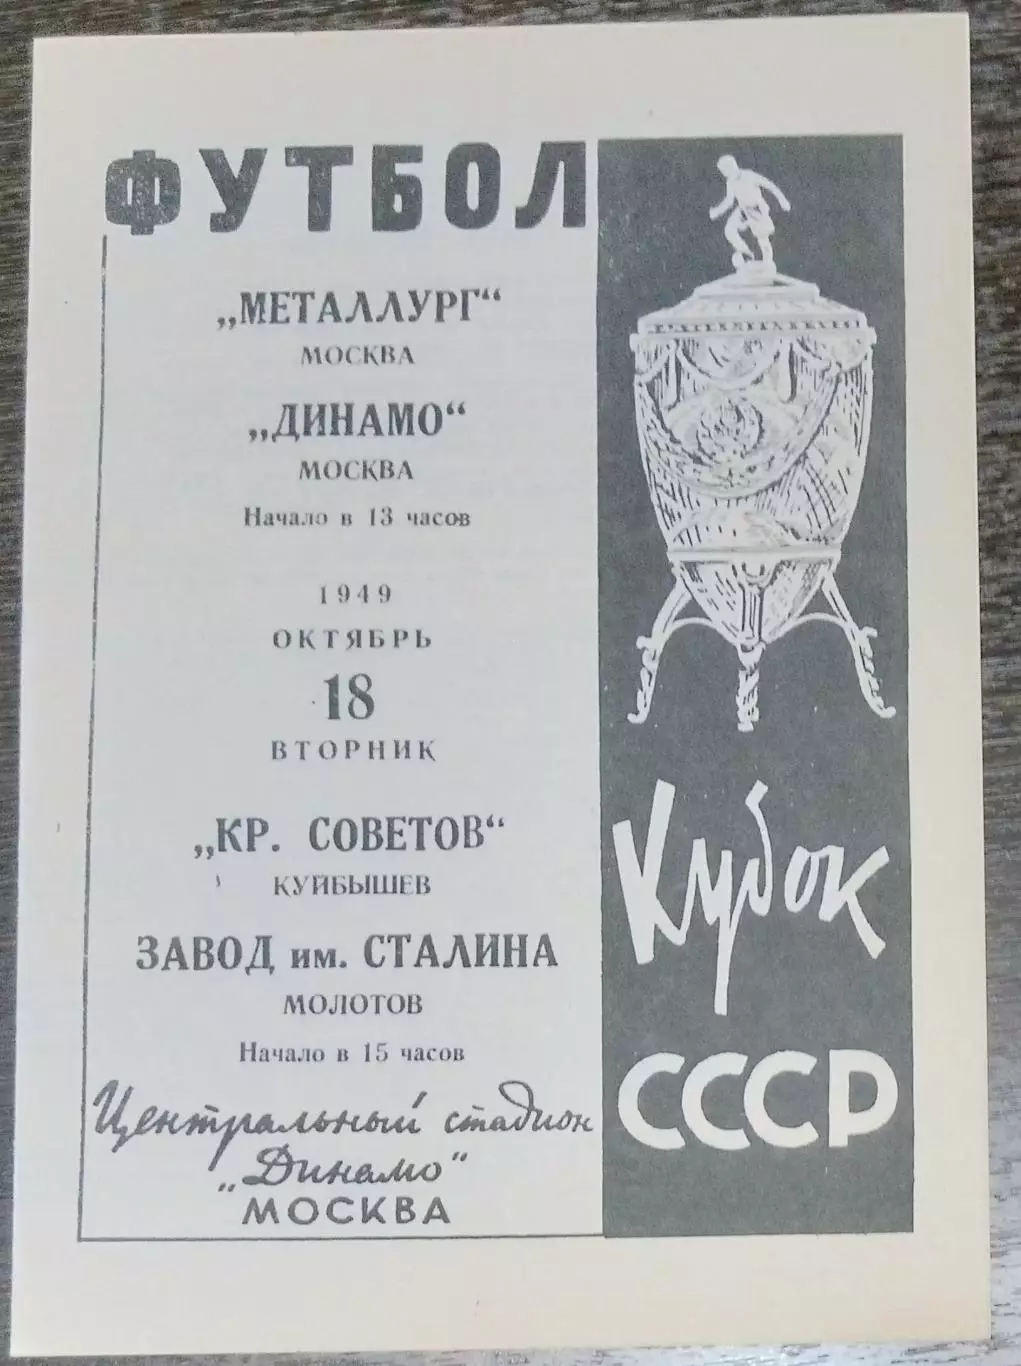 ФУТБОЛ
„МЕТАЛЛУРГ“
МОСКВА
„ДИНАМО“
МОСКВА
Начало в 13 часов
1949
ОКТЯБРЬ
18
ВТОРНИК
„КР. СОВЕТОВ“
КУЙБЫШЕВ
ЗАВОД им. СТАЛИНА
МОЛОТОВ
Начало в 15 часов
Центральный стадион
„Динамо“
МОСКВА
Кубок
СССР